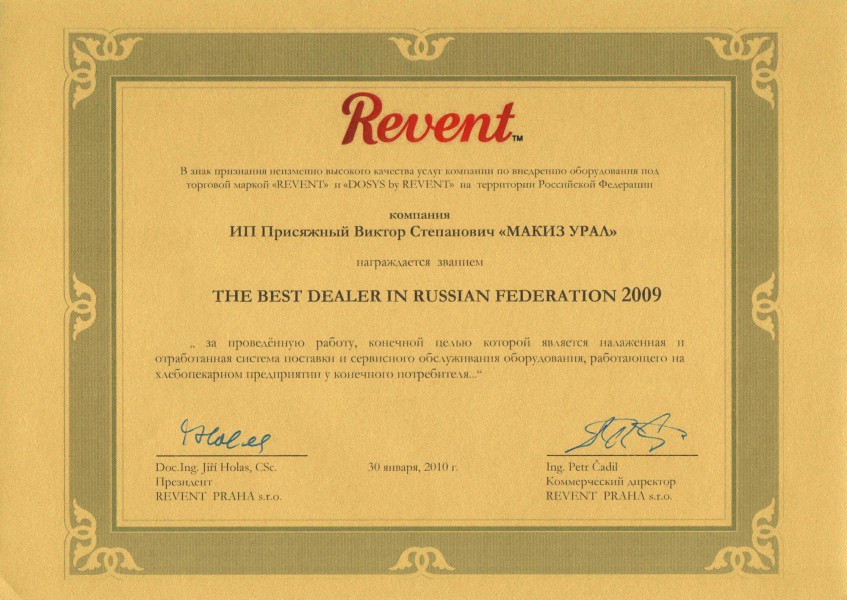 Revent™
В знак признания неизменно высокого качества услуг компании по внедрению оборудования под
торговой маркой «REVENT» и «DOSYS by REVENT» на территории Российской Федерации
компания
ИП Присяжный Виктор Степанович «МАКИЗ УРАЛ»
награждается званием
THE BEST DEALER IN RUSSIAN FEDERATION 2009
„ за проведённую работу, конечной целью которой является налаженная и
отработанная система поставки и сервисного обслуживания оборудования, работающего на
хлебопекарном предприятии у конечного потребителя...“
Doc.Ing. Jiří Holas, CSc.
Президент
REVENT PRAHA s.r.o.
30 января, 2010 г.
Ing. Petr Čadil
Коммерческий директор
REVENT PRAHA s.r.o.